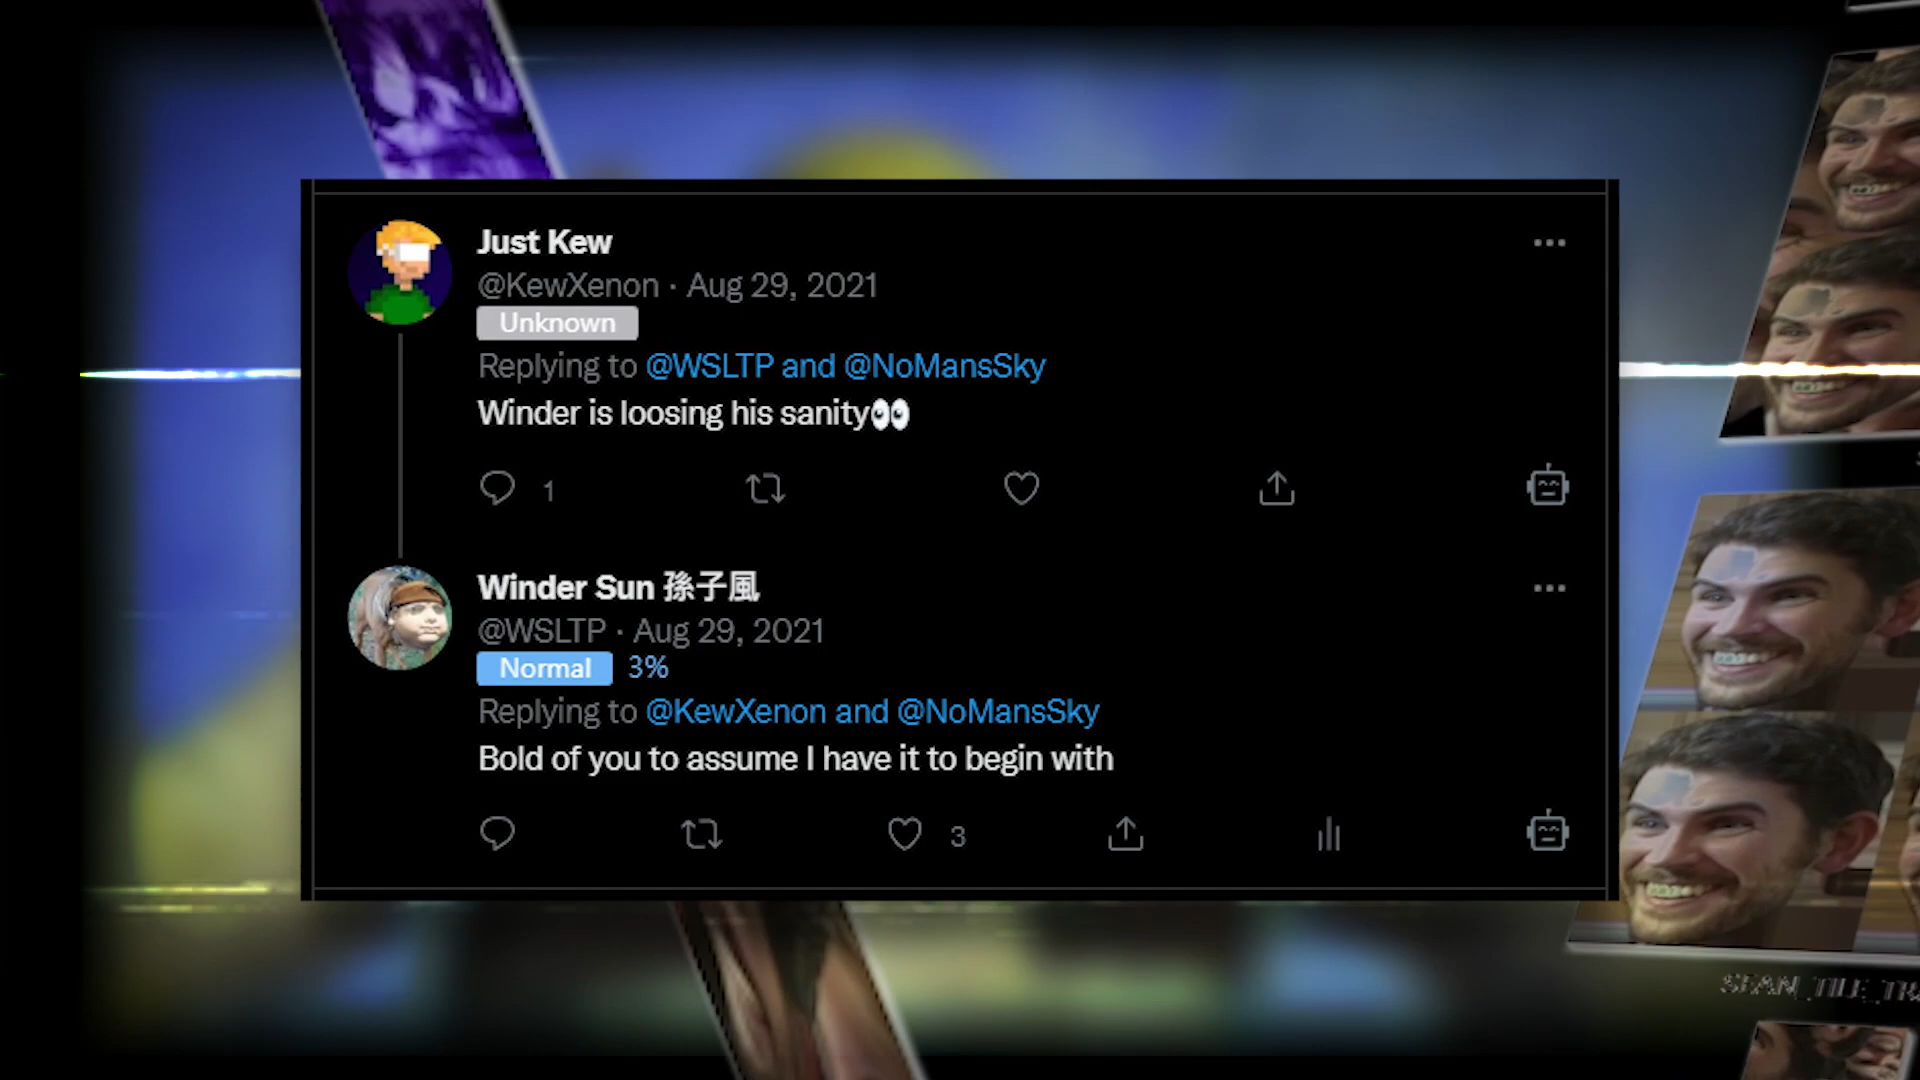 Just Kew
@KewXenon · Aug 29, 2021
Unknown
Replying to @WSLTP and @NoMansSky
Winder is loosing his sanity👀
1
Winder Sun 孫子風
@WSLTP · Aug 29, 2021
Normal 3%
Replying to @KewXenon and @NoMansSky
Bold of you to assume I have it to begin with
3
SEAN_TILE_TR